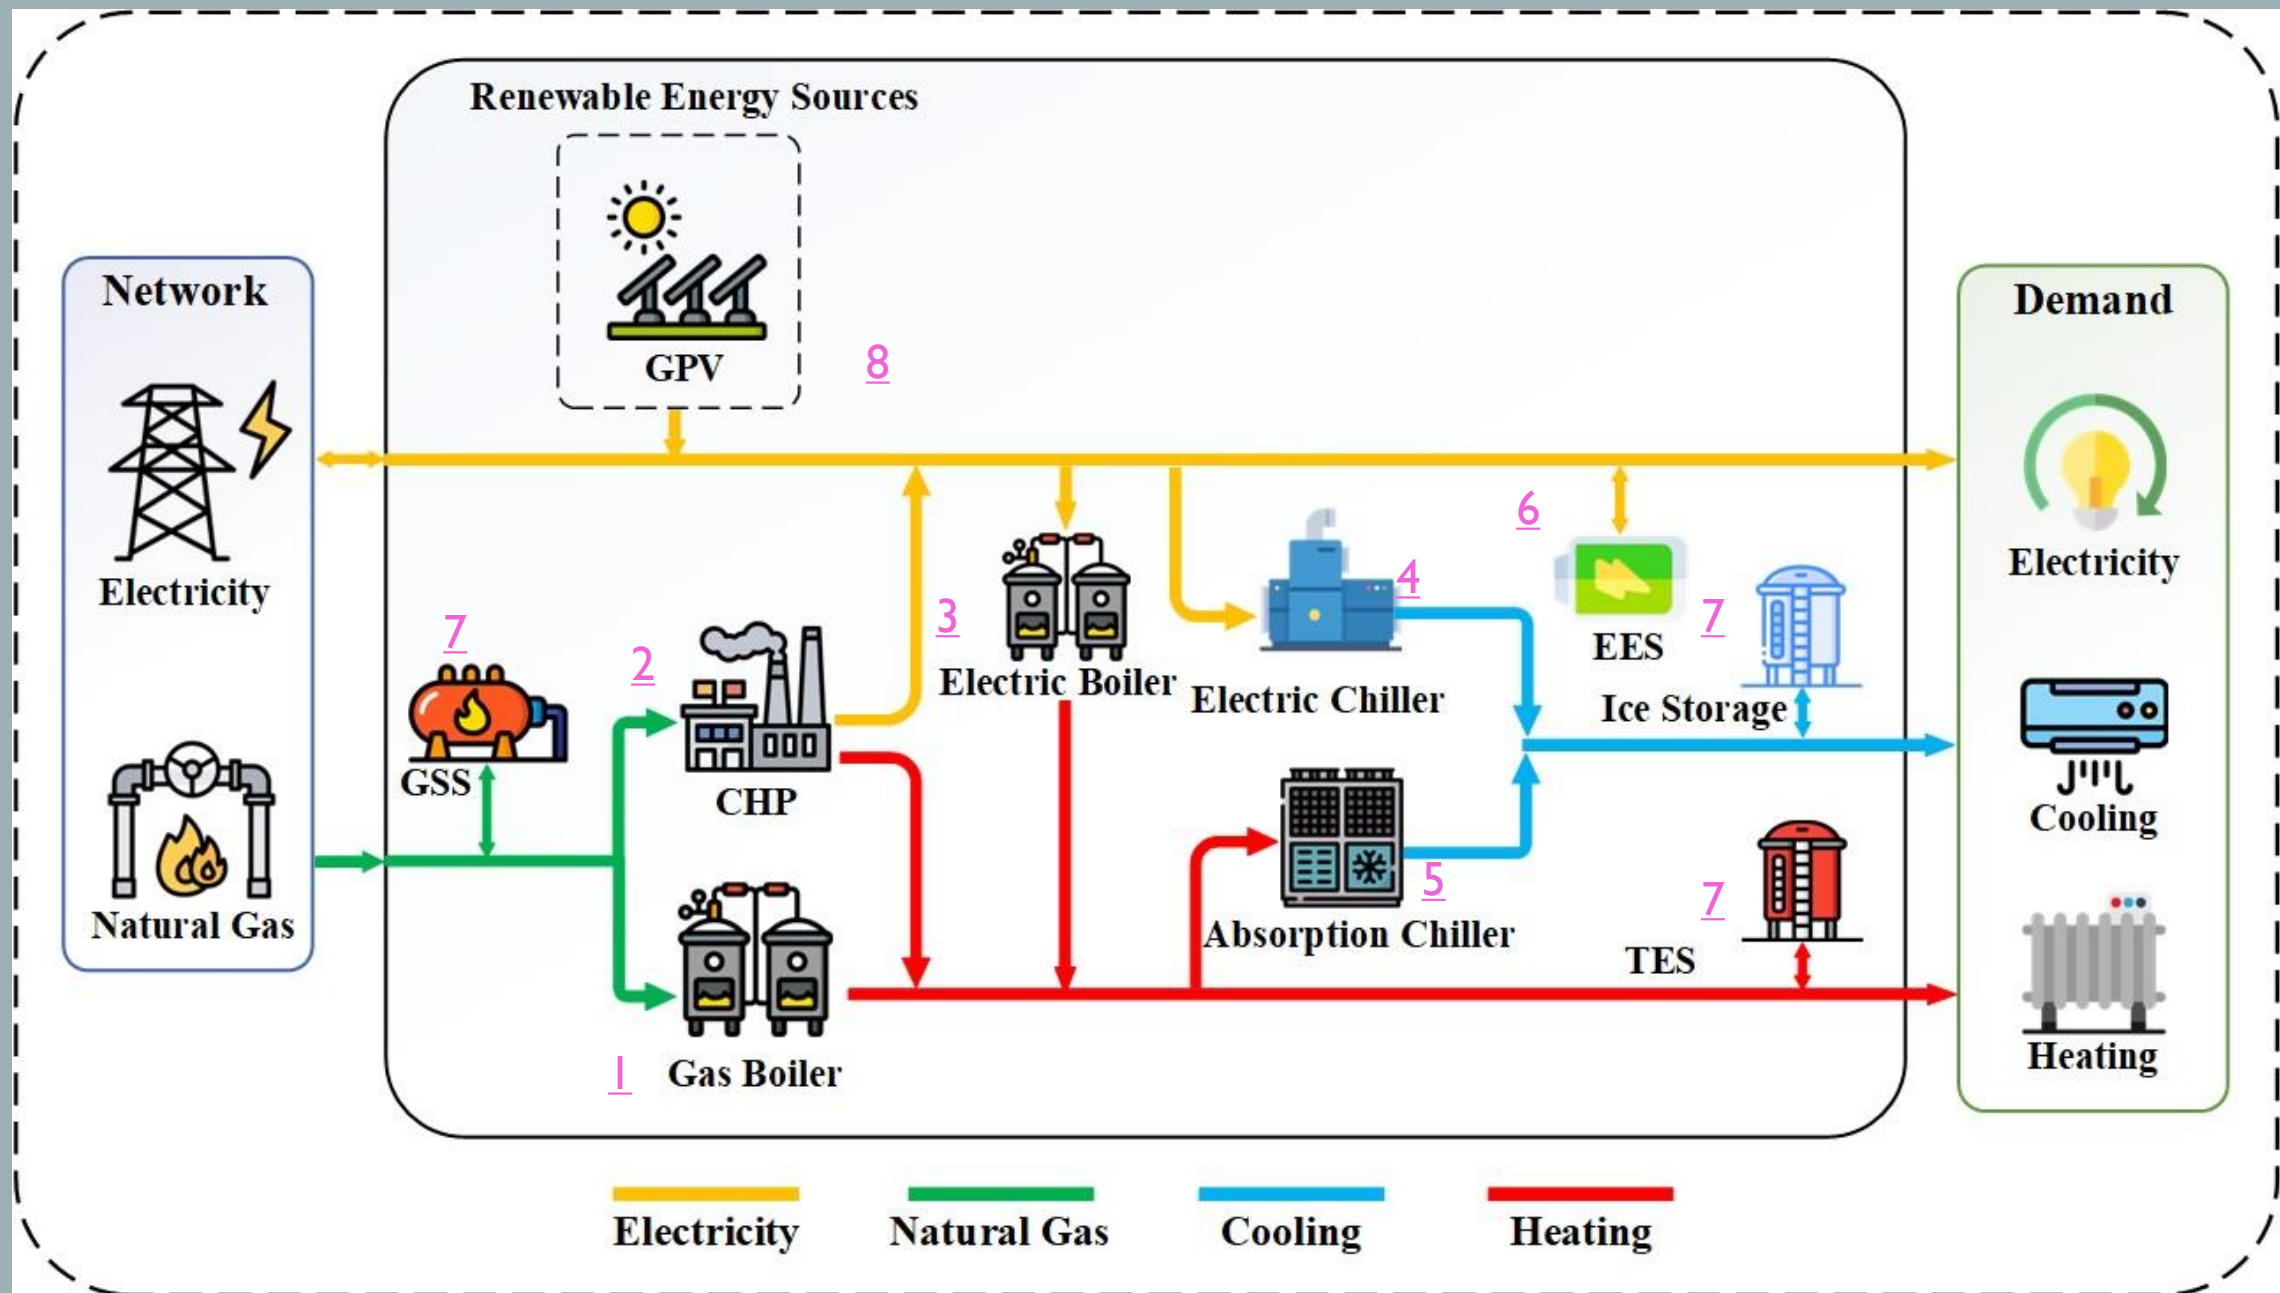 Renewable Energy Sources
GPV
8
Network
Electricity
Natural Gas
7
GSS
2
CHP
3
1
Gas Boiler
Electric Boiler
4
Electric Chiller
5
Absorption Chiller
6
EES
7
Ice Storage
7
TES
Demand
Electricity
Cooling
Heating
Electricity
Natural Gas
Cooling
Heating